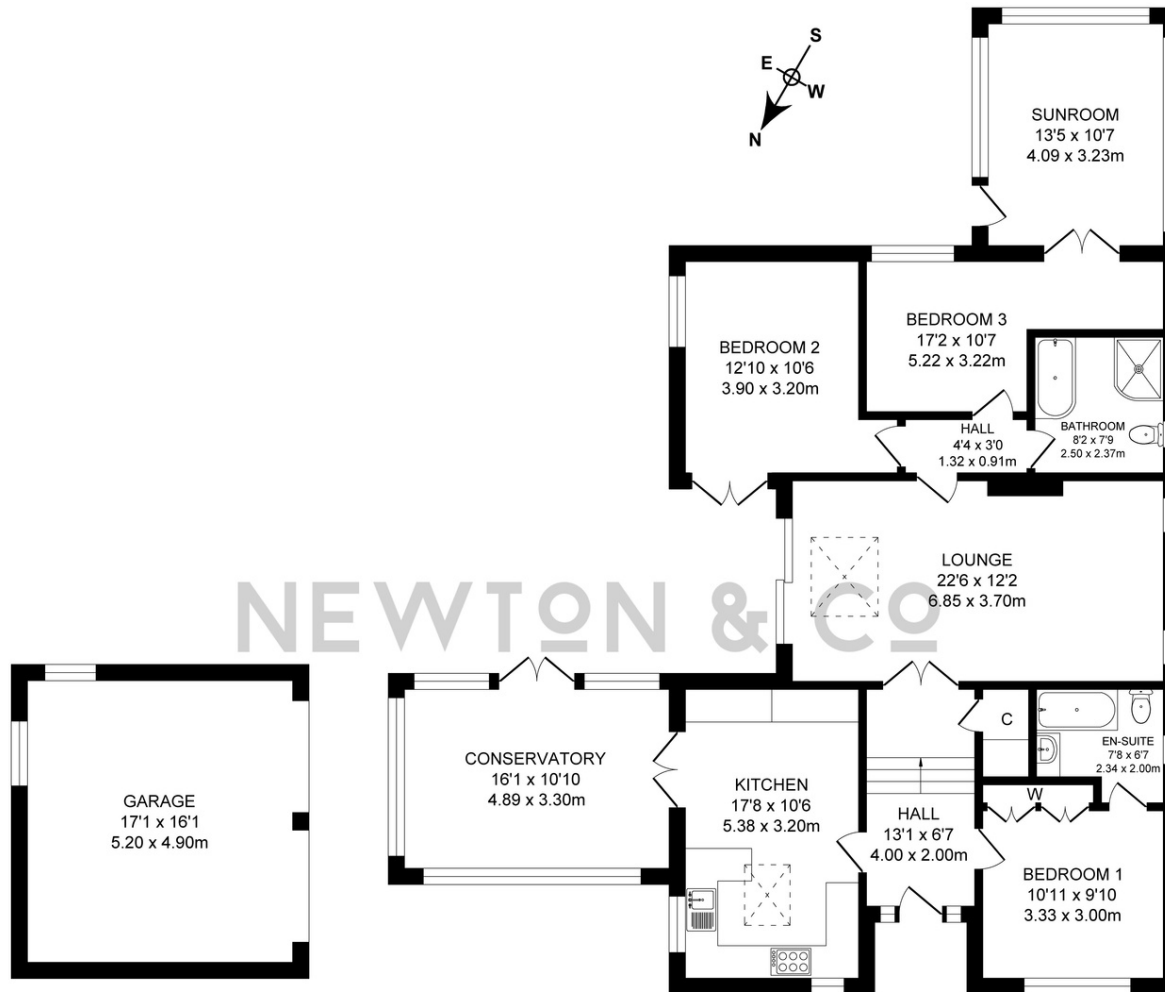 S
E
W
N
SUNROOM
13'5 x 10'7
4.09 x 3.23m
BEDROOM 2
12'10 x 10'6
3.90 x 3.20m
BEDROOM 3
17'2 x 10'7
5.22 x 3.22m
HALL
4'4 x 3'0
1.32 x 0.91m
BATHROOM
8'2 x 7'9
2.50 x 2.37m
LOUNGE
22'6 x 12'2
6.85 x 3.70m
NEWTON & CO
GARAGE
17'1 x 16'1
5.20 x 4.90m
CONSERVATORY
16'1 x 10'10
4.89 x 3.30m
KITCHEN
17'8 x 10'6
5.38 x 3.20m
HALL
13'1 x 6'7
4.00 x 2.00m
C
EN-SUITE
7'8 x 6'7
2.34 x 2.00m
W
BEDROOM 1
10'11 x 9'10
3.33 x 3.00m